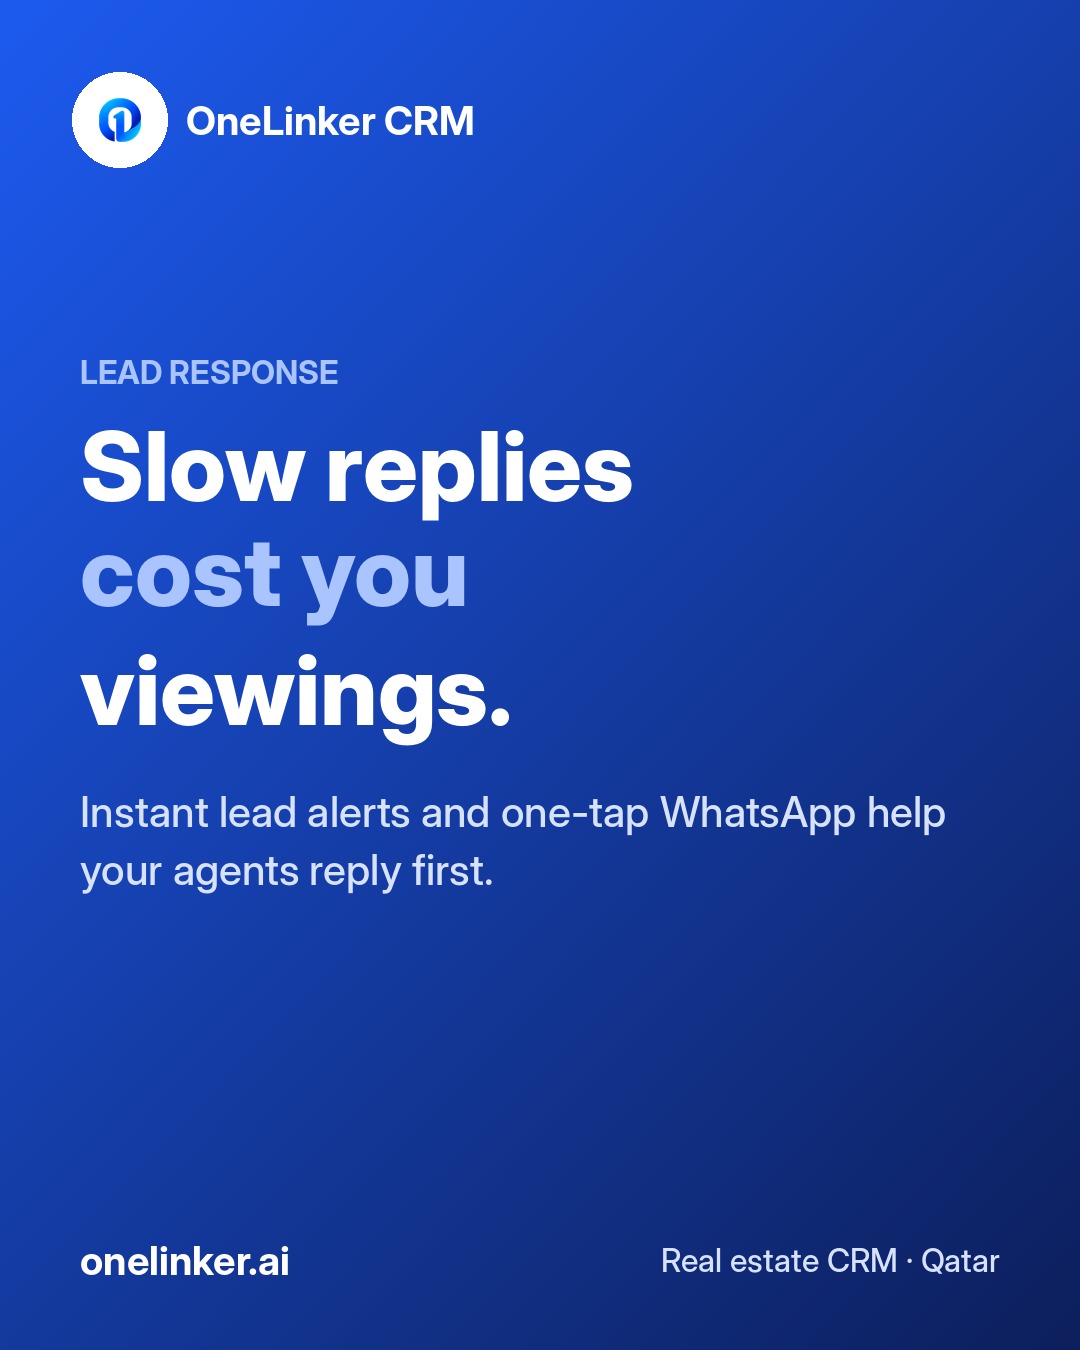 OneLinker CRM
LEAD RESPONSE
Slow replies
cost you
viewings.
Instant lead alerts and one-tap WhatsApp help
your agents reply first.
onelinker.ai
Real estate CRM · Qatar